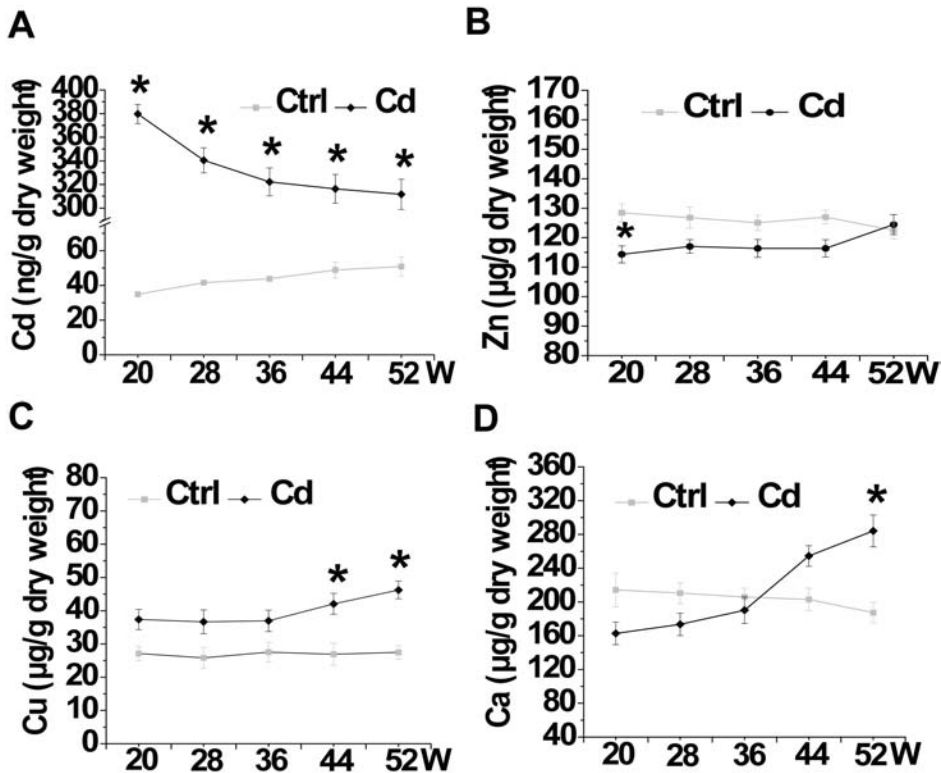 A
Cd (ng/g dry weight)
400
380
360
340
320
300
60
40
20
0
Ctrl Cd
* * * * *
20 28 36 44 52 W
B
Zn (µg/g dry weight)
170
160
150
140
130
120
110
100
90
80
Ctrl Cd
*
20 28 36 44 52W
C
Cu (µg/g dry weight)
80
70
60
50
40
30
20
10
0
Ctrl Cd
* *
20 28 36 44 52 W
D
Ca (µg/g dry weight)
360
320
280
240
200
160
120
80
40
Ctrl Cd
*
20 28 36 44 52W